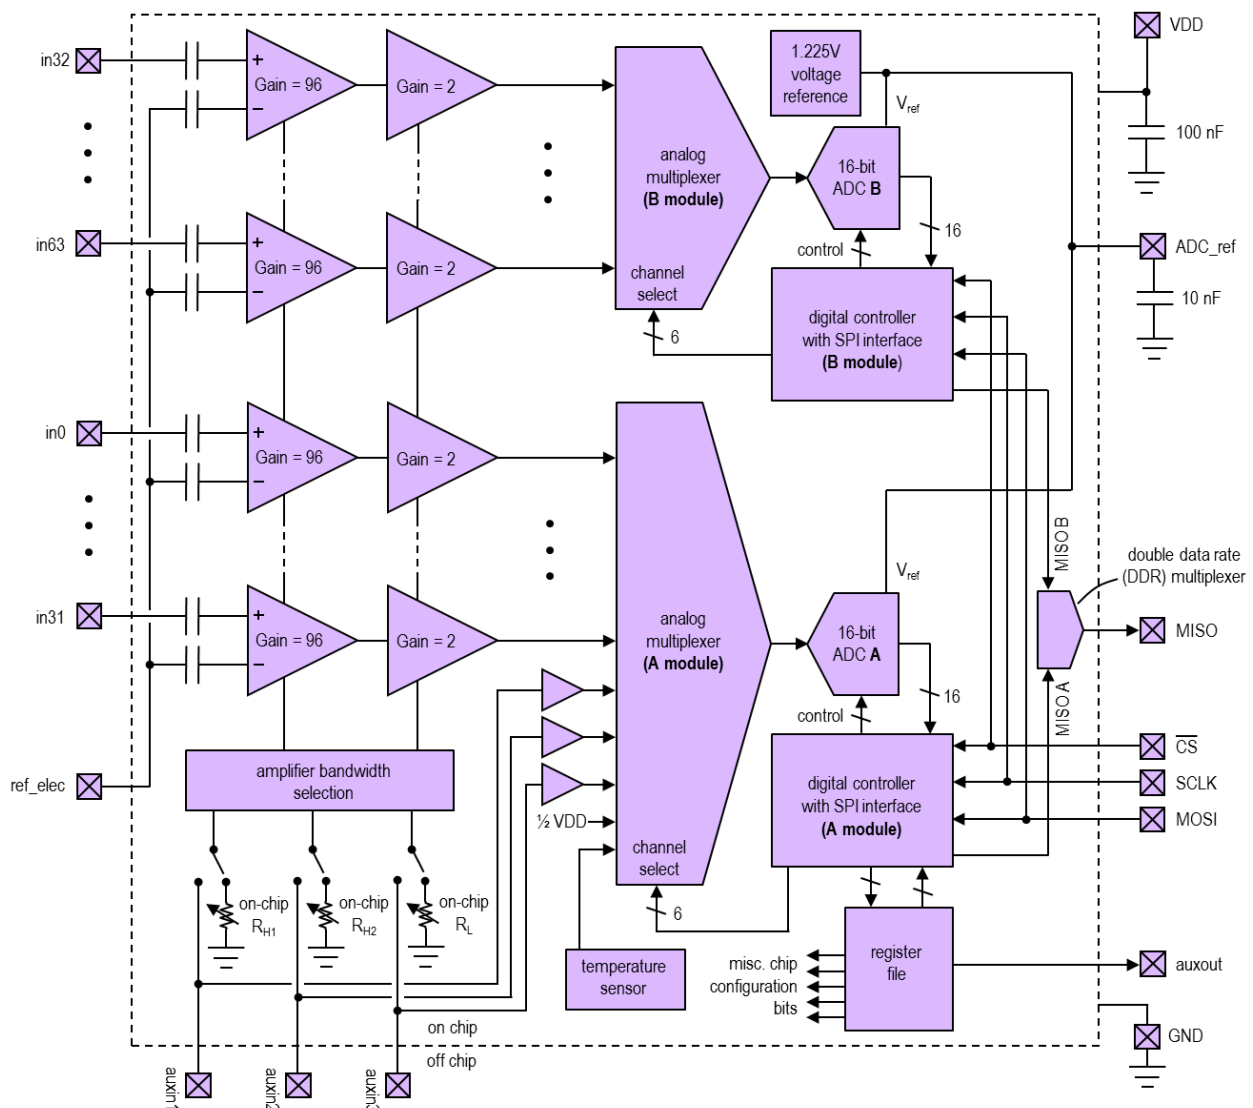 in32
+
Gain = 96
−
Gain = 2
1.225V
voltage
reference
VDD
100 nF
Vref
analog
multiplexer
(B module)
16-bit
ADC B
in63
+
Gain = 96
−
Gain = 2
channel
select
6
control
16
ADC_ref
10 nF
digital controller
with SPI interface
(B module)
in0
+
Gain = 96
−
Gain = 2
in31
+
Gain = 96
−
Gain = 2
analog
multiplexer
(A module)
Vref
16-bit
ADC A
MISO B
MISO A
double data rate
(DDR) multiplexer
MISO
control
16
ref_elec
amplifier bandwidth
selection
½ VDD
channel
select
6
digital controller
with SPI interface
(A module)
CS
SCLK
MOSI
on-chip
RH1
on-chip
RH2
on-chip
RL
temperature
sensor
misc. chip
configuration
bits
register
file
auxout
on chip
off chip
GND
auxin1
auxin2
auxin3